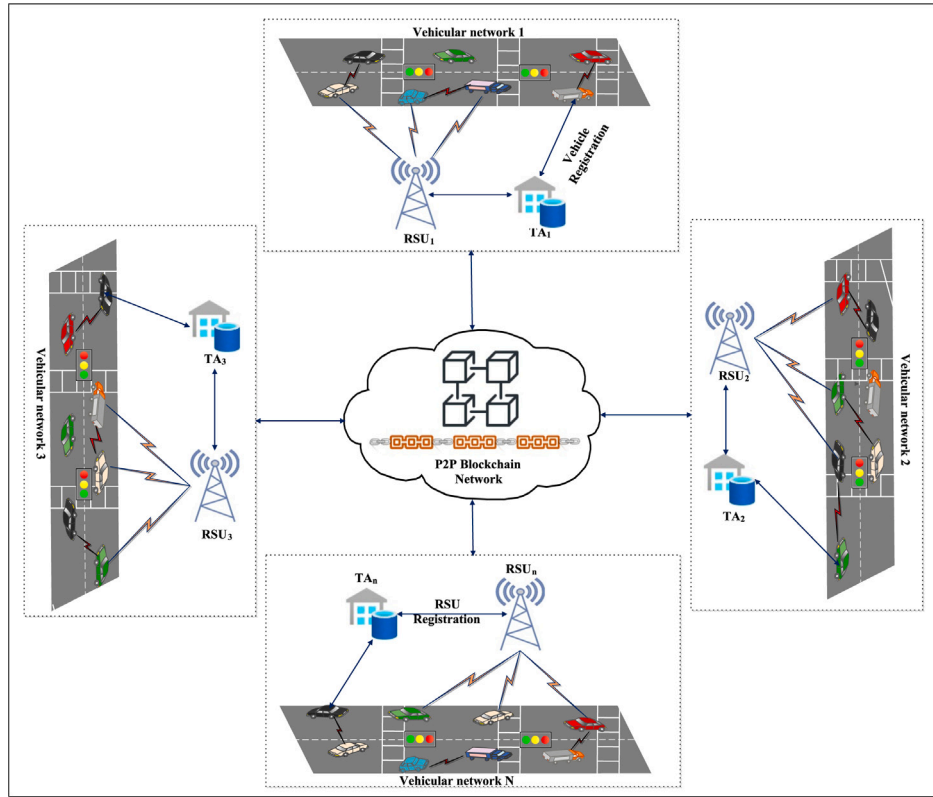 Vehicular network 1
Vehicle
Registration
RSU1
TA1
Vehicular network 3
TA3
RSU3
P2P Blockchain
Network
RSU2
TA2
Vehicular network 2
TAn
RSUn
RSU
Registration
Vehicular network N